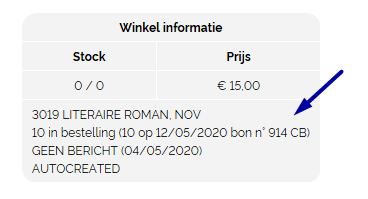 Winkel informatie
Stock Prijs
0 / 0 € 15,00
3019 LITERAIRE ROMAN, NOV
10 in bestelling (10 op 12/05/2020 bon n° 914 CB)
GEEN BERICHT (04/05/2020)
AUTOCREATED